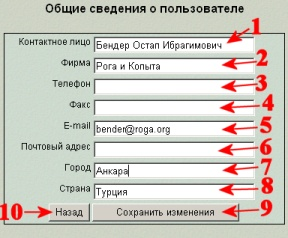 Общие сведения о пользователе
Контактное лицо Бендер Остап Ибрагимович 1
Фирма Рога и Копыта 2
Телефон 3
Факс 4
E-mail bender@roga.org 5
Почтовый адрес 6
Город Анкара 7
Страна Турция 8
10 Назад Сохранить изменения 9